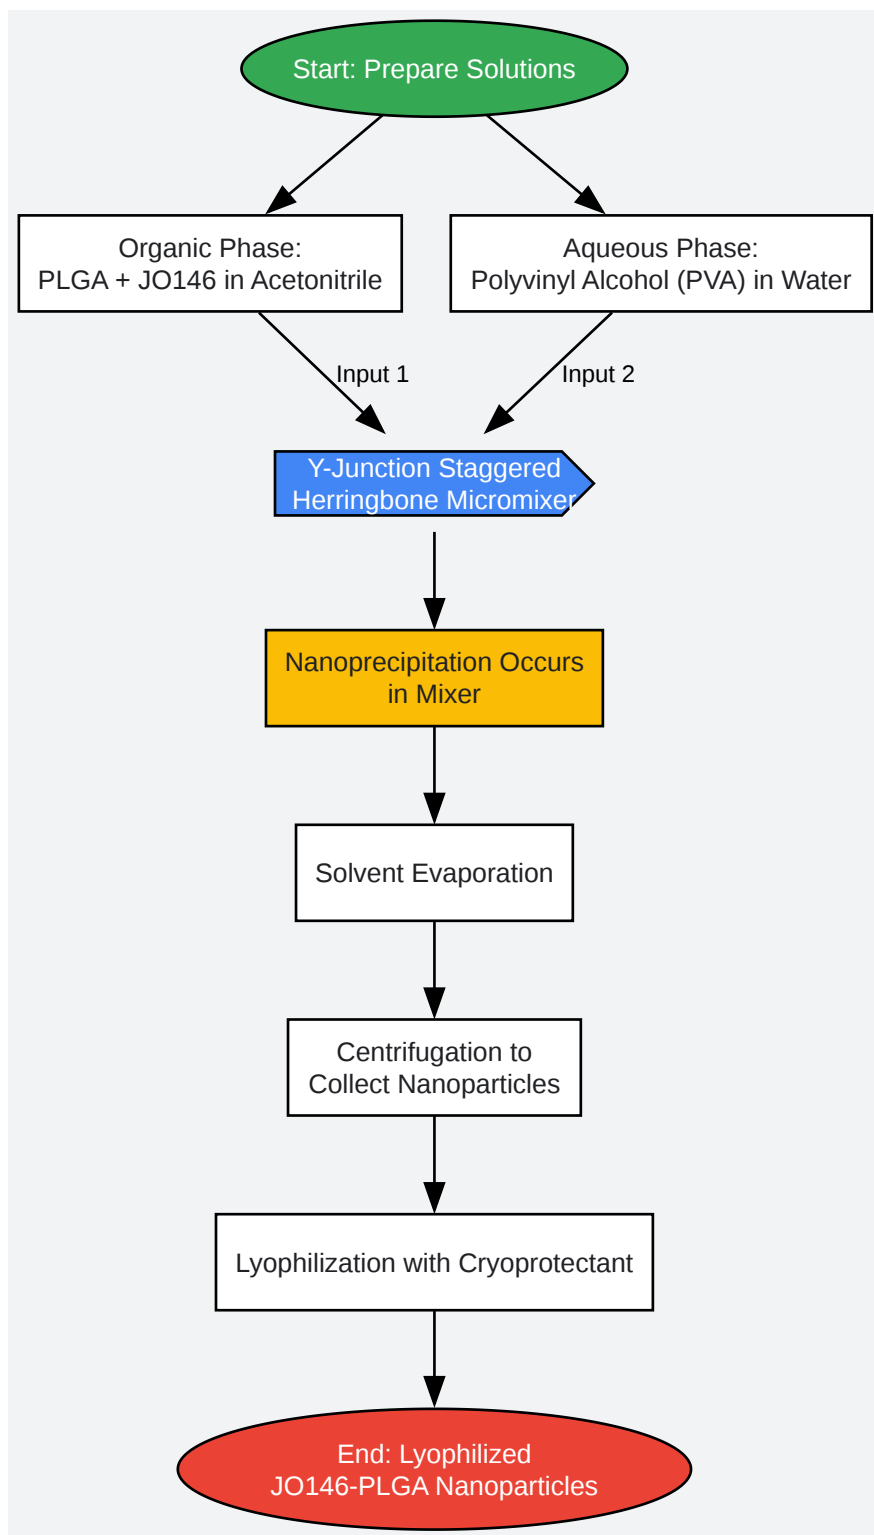 Start: Prepare Solutions
Organic Phase:
PLGA + JO146 in Acetonitrile
Aqueous Phase:
Polyvinyl Alcohol (PVA) in Water
Input 1
Input 2
Y-Junction Staggered
Herringbone Micromixer
Nanoprecipitation Occurs
in Mixer
Solvent Evaporation
Centrifugation to
Collect Nanoparticles
Lyophilization with Cryoprotectant
End: Lyophilized
JO146-PLGA Nanoparticles